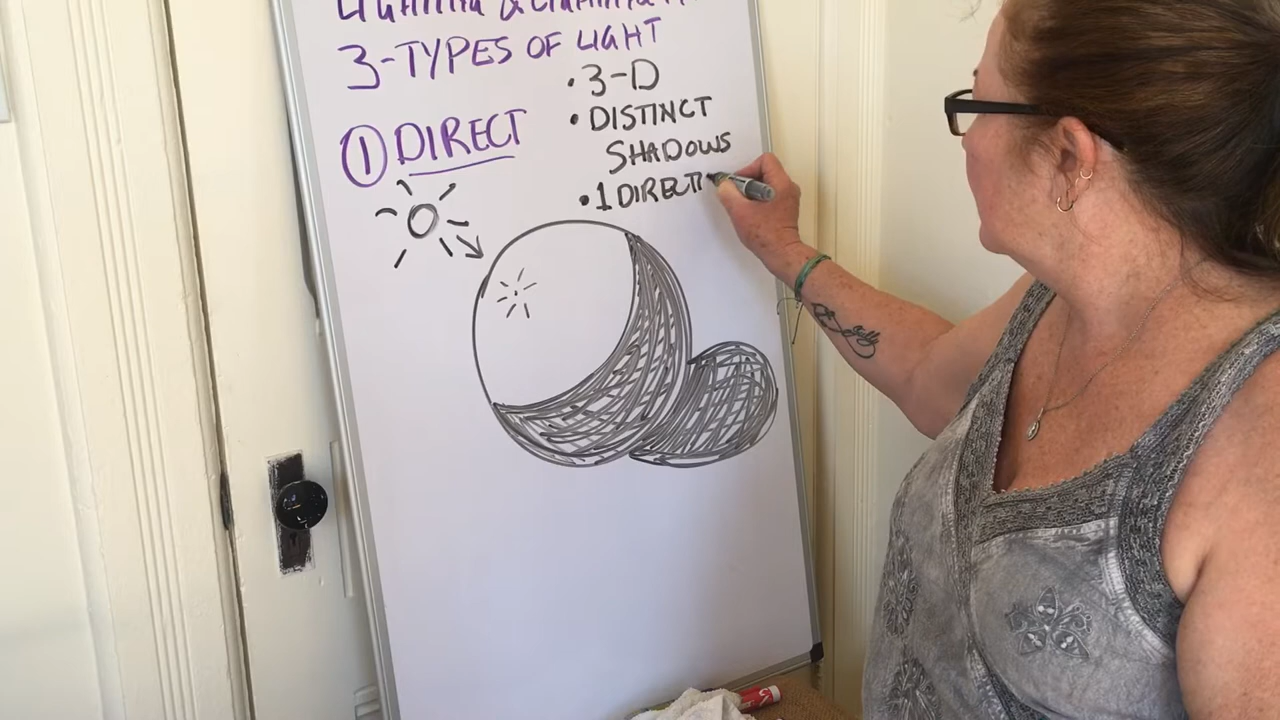 3-TYPES OF LIGHT
① DIRECT
• 3-D
• DISTINCT
SHADOWS
• 1 DIRECTI